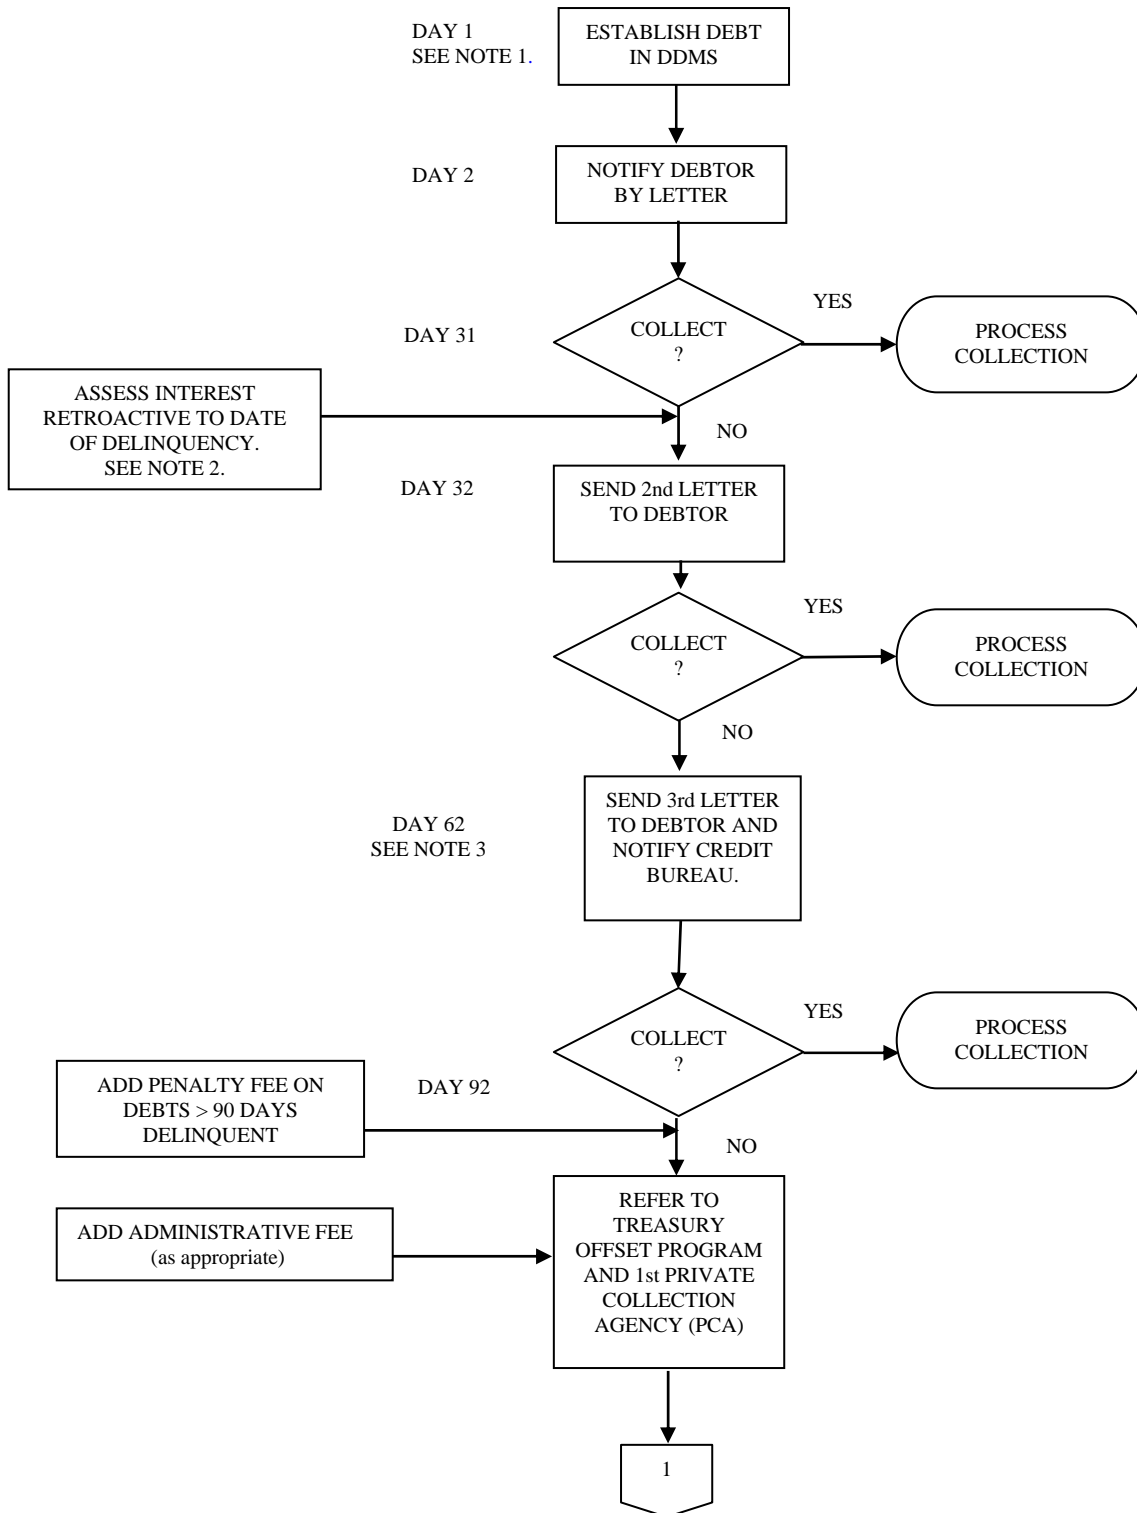 DAY 1
SEE NOTE 1.
ESTABLISH DEBT
IN DDMS
DAY 2
NOTIFY DEBTOR
BY LETTER
DAY 31
COLLECT
?
YES
PROCESS
COLLECTION
ASSESS INTEREST
RETROACTIVE TO DATE
OF DELINQUENCY.
SEE NOTE 2.
NO
DAY 32
SEND 2nd LETTER
TO DEBTOR
COLLECT
?
YES
PROCESS
COLLECTION
NO
DAY 62
SEE NOTE 3
SEND 3rd LETTER
TO DEBTOR AND
NOTIFY CREDIT
BUREAU.
COLLECT
?
YES
PROCESS
COLLECTION
ADD PENALTY FEE ON
DEBTS > 90 DAYS
DELINQUENT
DAY 92
NO
ADD ADMINISTRATIVE FEE
(as appropriate)
REFER TO
TREASURY
OFFSET PROGRAM
AND 1st PRIVATE
COLLECTION
AGENCY (PCA)
1